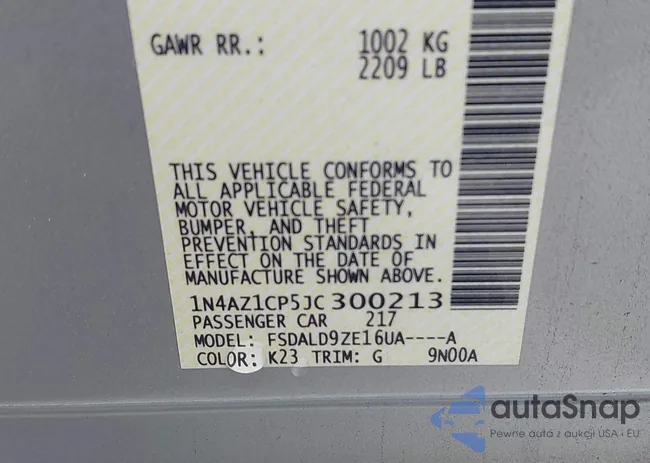 GAWR RR.: 1002 KG
2209 LB
THIS VEHICLE CONFORMS TO
ALL APPLICABLE FEDERAL
MOTOR VEHICLE SAFETY,
BUMPER, AND THEFT
PREVENTION STANDARDS IN
EFFECT ON THE DATE OF
MANUFACTURE SHOWN ABOVE.
1N4AZ1CP5JC300213
PASSENGER CAR 217
MODEL: FSDALD9ZE16UA----A
COLOR: K23 TRIM: G 9N00A
autaSnap
Pewne auta z aukcji USA i EU